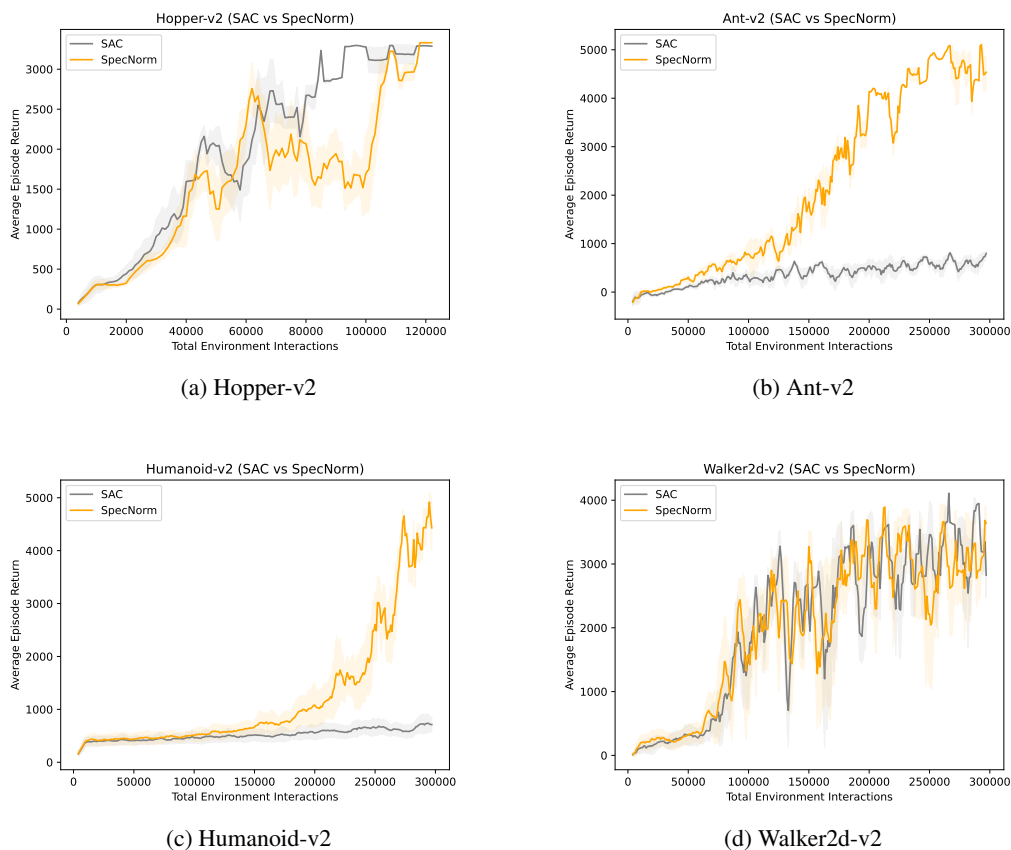 Hopper-v2 (SAC vs SpecNorm)
SAC
SpecNorm
Average Episode Return
3000
2500
2000
1500
1000
500
0
0 20000 40000 60000 80000 100000 120000
Total Environment Interactions
(a) Hopper-v2
Ant-v2 (SAC vs SpecNorm)
SAC
SpecNorm
Average Episode Return
5000
4000
3000
2000
1000
0
0 50000 100000 150000 200000 250000 300000
Total Environment Interactions
(b) Ant-v2
Humanoid-v2 (SAC vs SpecNorm)
SAC
SpecNorm
Average Episode Return
5000
4000
3000
2000
1000
0
0 50000 100000 150000 200000 250000 300000
Total Environment Interactions
(c) Humanoid-v2
Walker2d-v2 (SAC vs SpecNorm)
SAC
SpecNorm
Average Episode Return
4000
3000
2000
1000
0
0 50000 100000 150000 200000 250000 300000
Total Environment Interactions
(d) Walker2d-v2